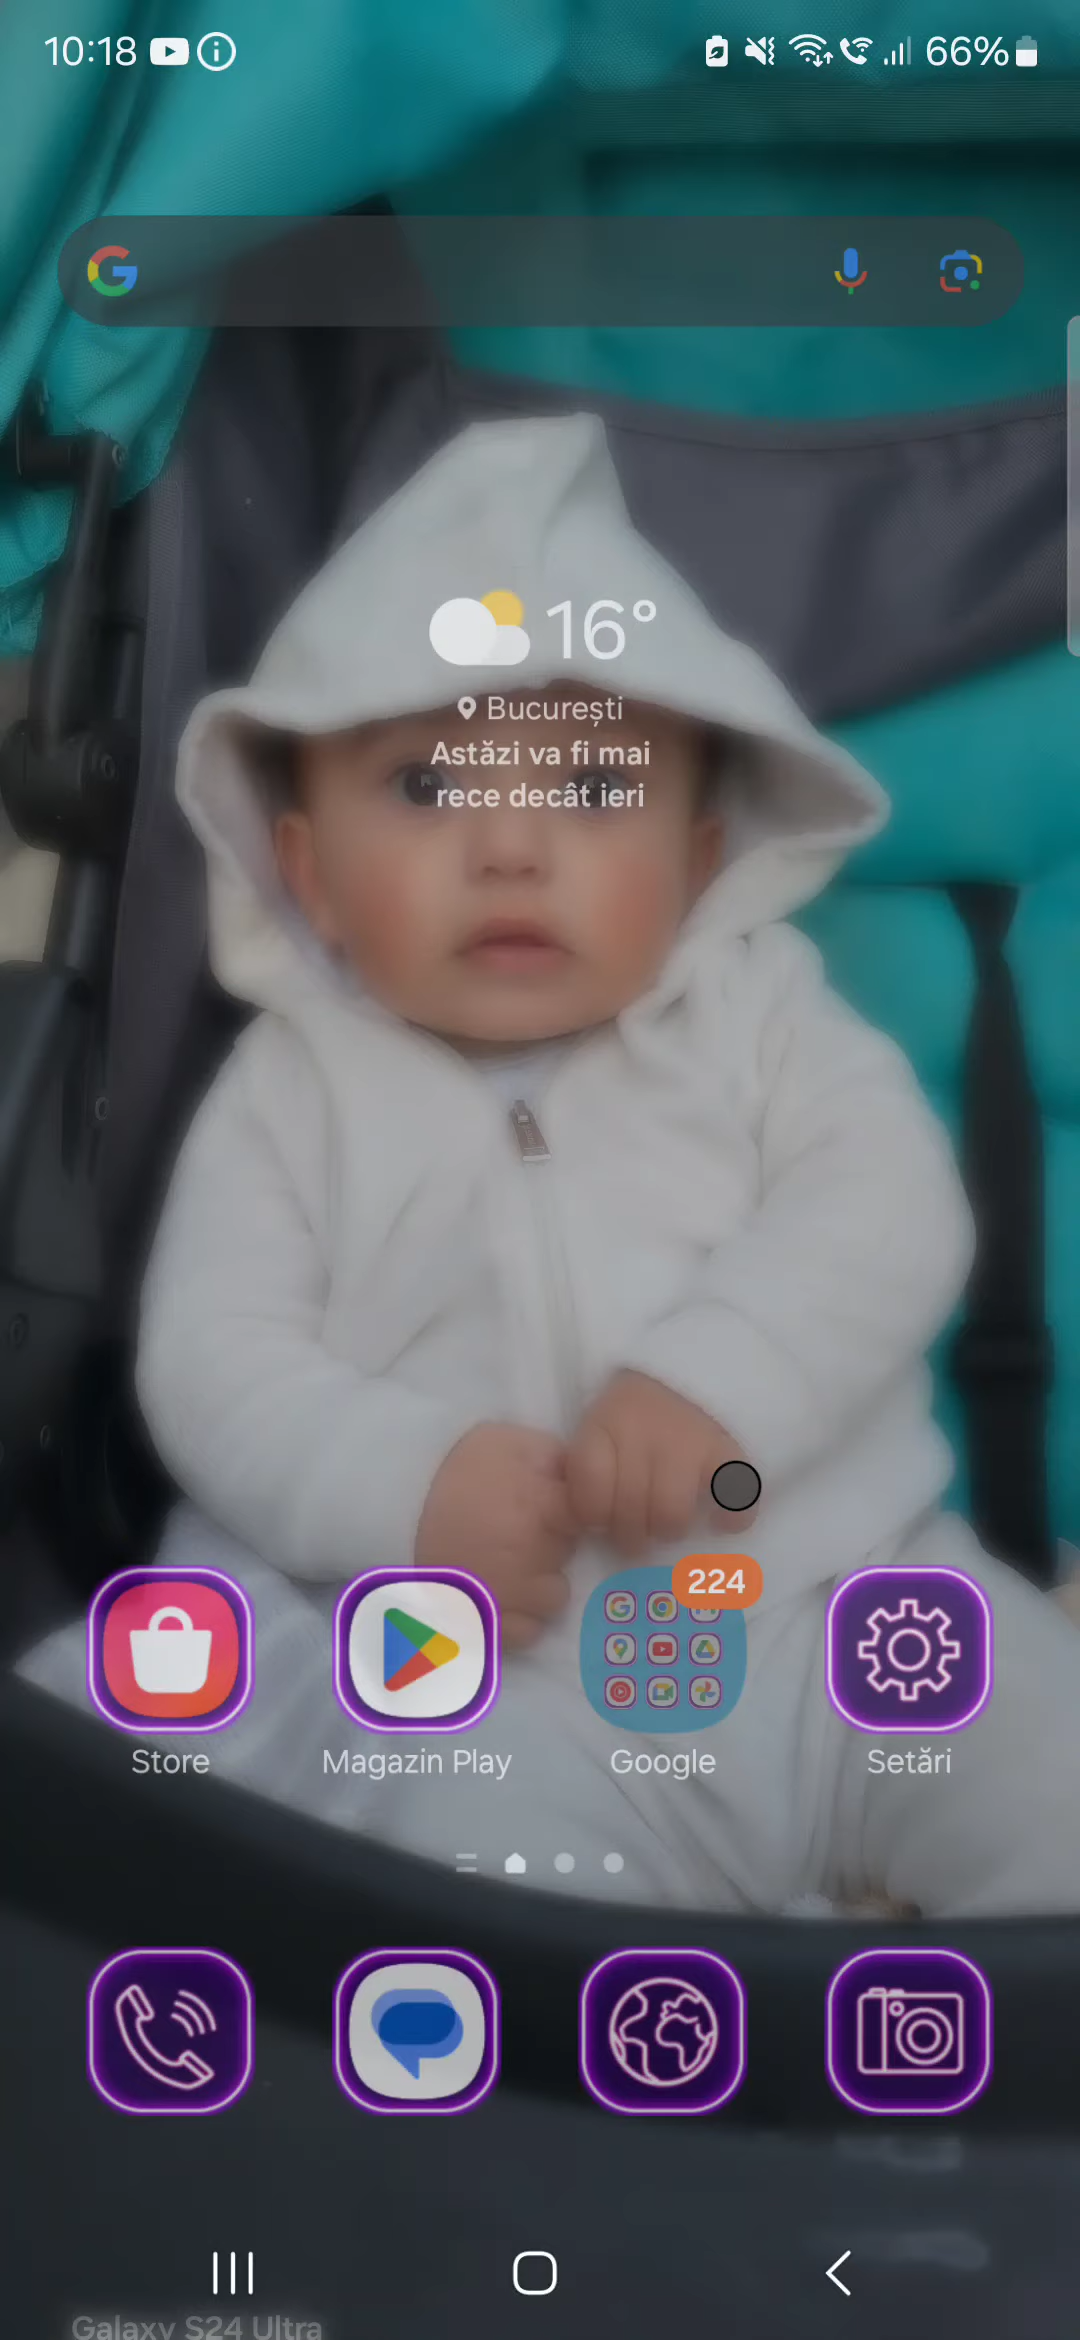 10:18
66%
16°
București
Astăzi va fi mai
rece decât ieri
224
Store
Magazin Play
Google
Setări
Galaxy S24 Ultra